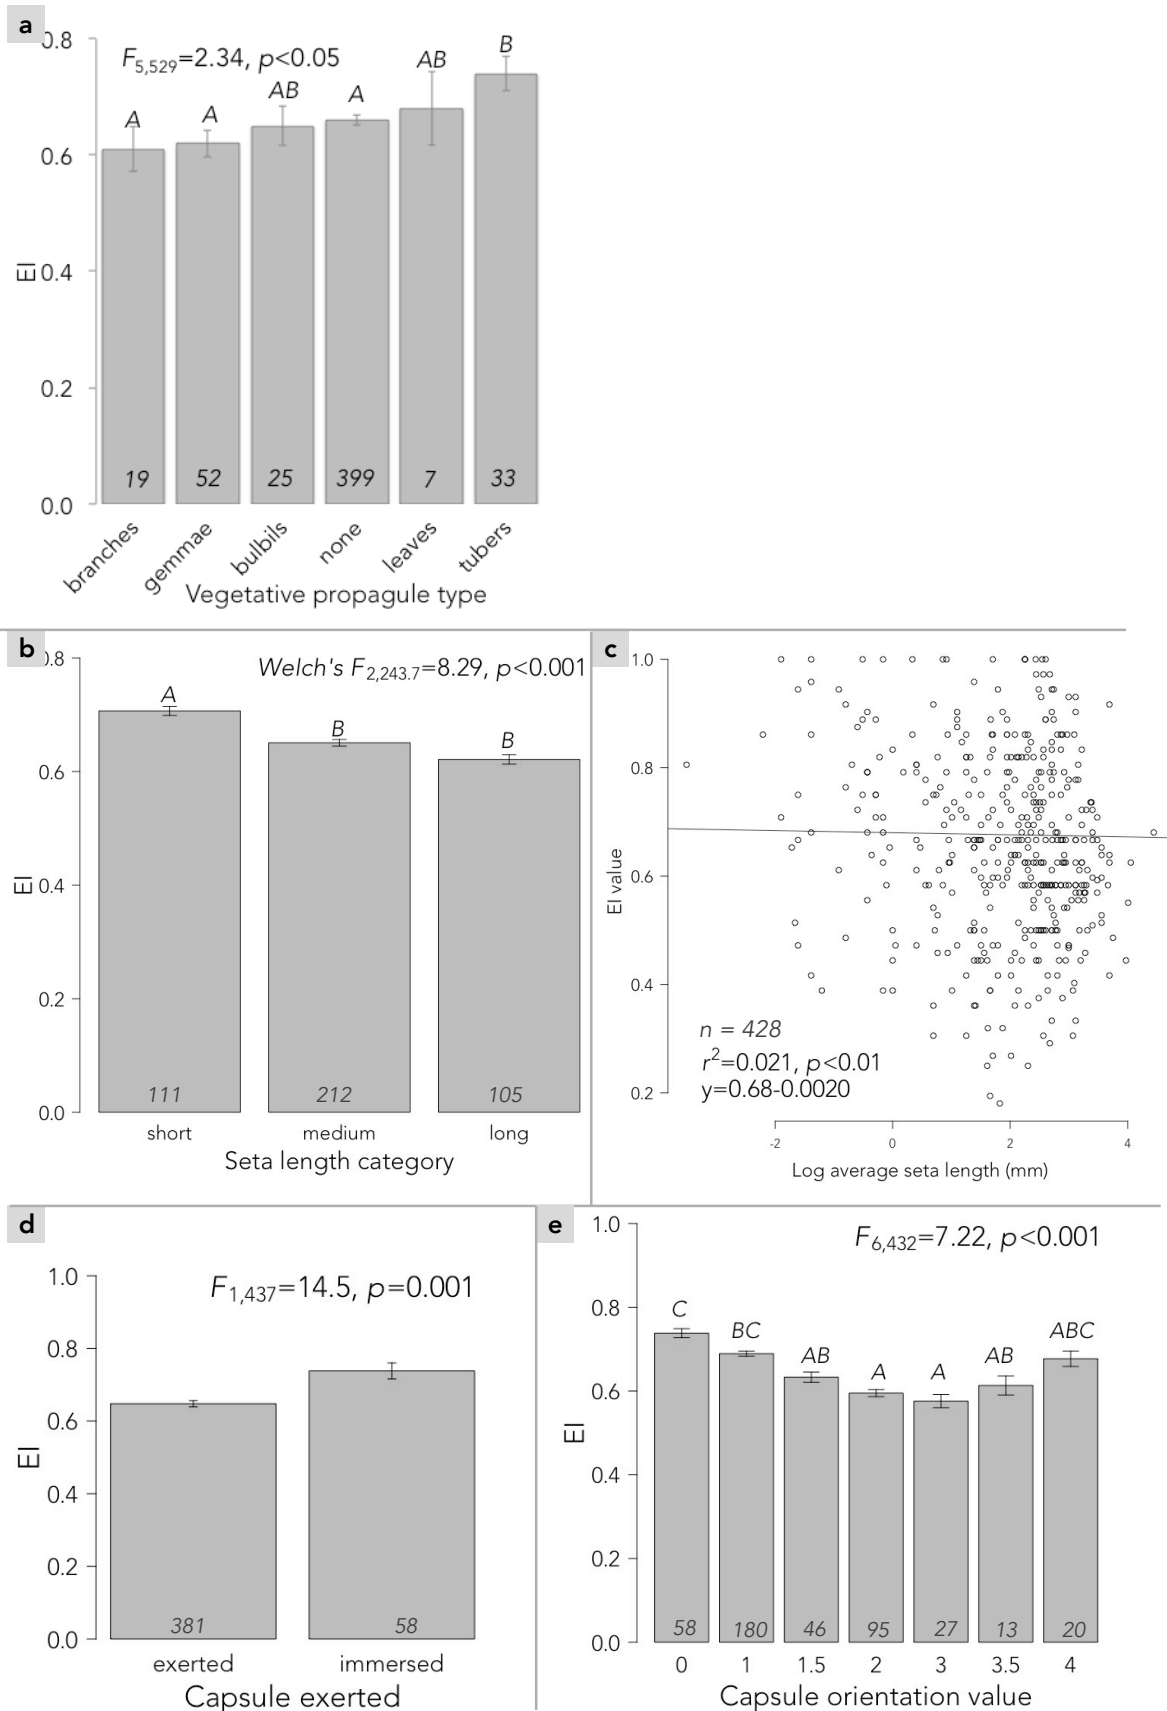 a
0.8
F5,529=2.34, p<0.05
A
A
AB
A
AB
B
0.6
EI
0.4
0.2
0.0
19
52
25
399
7
33
branches
gemmae
bulbils
none
leaves
tubers
Vegetative propagule type
b
0.8
Welch's F2,243.7=8.29, p<0.001
A
B
B
0.6
EI
0.4
0.2
0.0
111
212
105
short
medium
long
Seta length category
c
1.0
0.8
0.6
EI value
0.4
0.2
n = 428
r2=0.021, p<0.01
y=0.68-0.0020
-2
0
2
4
Log average seta length (mm)
d
1.0
F1,437=14.5, p=0.001
0.8
0.6
EI
0.4
0.2
0.0
381
58
exerted
immersed
Capsule exerted
e
1.0
F6,432=7.22, p<0.001
0.8
C
BC
AB
A
A
AB
ABC
0.6
EI
0.4
0.2
0.0
58
180
46
95
27
13
20
0
1
1.5
2
3
3.5
4
Capsule orientation value